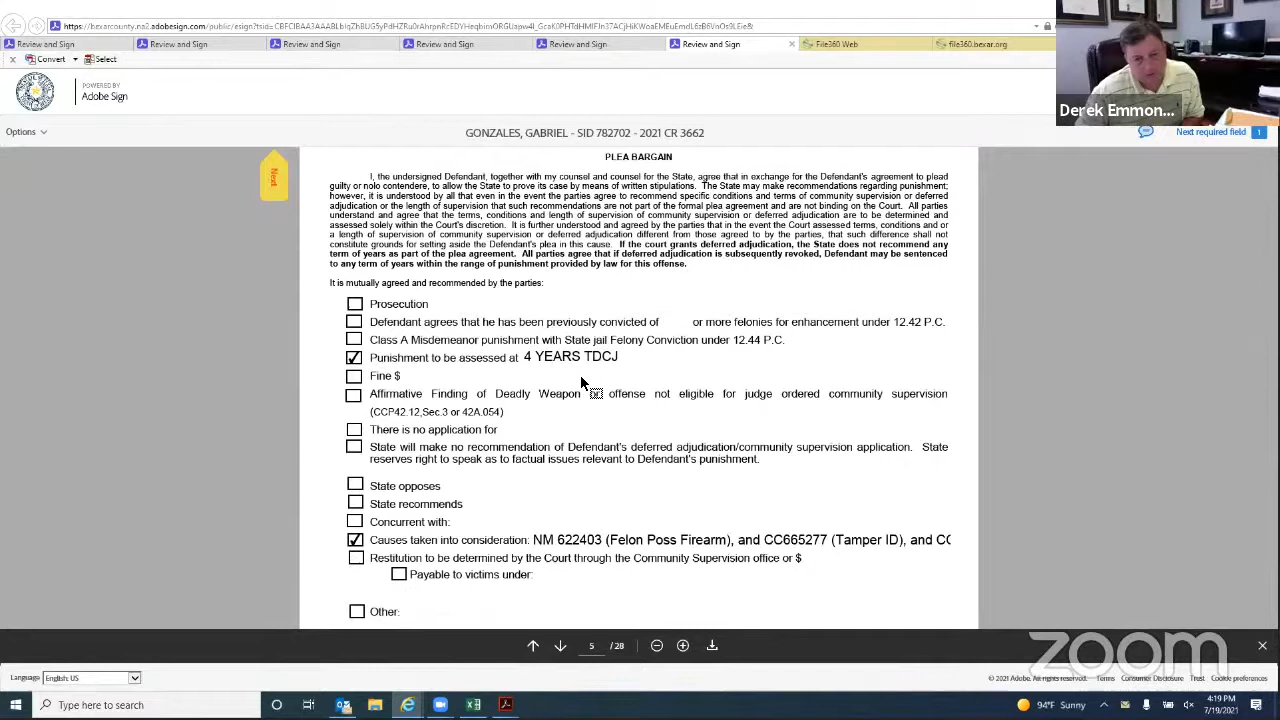 Review and Sign
Review and Sign
Review and Sign
Review and Sign
Review and Sign
Review and Sign
File360 Web
file360.bexar.org
Convert
Select
POWERED BY
Adobe Sign
Derek Emmon...
Options
GONZALES, GABRIEL - SID 782702 - 2021 CR 3662
Next required field 1
Next
PLEA BARGAIN
I, the undersigned Defendant, together with my counsel and counsel for the State, agree that in exchange for the Defendant's agreement to plead
guilty or nolo contendere, to allow the State to prove its case by means of written stipulations. The State may make recommendations regarding punishment;
however, it is understood by all that even in the event the parties agree to recommend specific conditions and terms of community supervision or deferred
adjudication or the length of supervision that such recommendations are not part of the formal plea agreement and are not binding on the Court. All parties
understand and agree that the terms, conditions and length of supervision of community supervision or deferred adjudication are to be determined and
assessed solely within the Court's discretion. It is further understood and agreed by the parties that in the event the Court assessed terms, conditions and or
a length of supervision of community supervision or deferred adjudication different from those agreed to by the parties, that such difference shall not
constitute grounds for setting aside the Defendant's plea in this cause. If the court grants deferred adjudication, the State does not recommend any
term of years as part of the plea agreement. All parties agree that if deferred adjudication is subsequently revoked, Defendant may be sentenced
to any term of years within the range of punishment provided by law for this offense.
It is mutually agreed and recommended by the parties:
Prosecution
Defendant agrees that he has been previously convicted of or more felonies for enhancement under 12.42 P.C.
Class A Misdemeanor punishment with State jail Felony Conviction under 12.44 P.C.
Punishment to be assessed at 4 YEARS TDCJ
Fine $
Affirmative Finding of Deadly Weapon offense not eligible for judge ordered community supervision
(CCP42.12,Sec.3 or 42A.054)
There is no application for
State will make no recommendation of Defendant's deferred adjudication/community supervision application. State
reserves right to speak as to factual issues relevant to Defendant's punishment.
State opposes
State recommends
Concurrent with:
Causes taken into consideration: NM 622403 (Felon Poss Firearm), and CC665277 (Tamper ID), and CC
Restitution to be determined by the Court through the Community Supervision office or $
Payable to victims under:
Other:
5 / 28
zoom
Language English: US
© 2021 Adobe. All rights reserved. Terms Consumer Disclosure Trust Cookie preferences
Type here to search
94°F Sunny
4:19 PM
7/19/2021